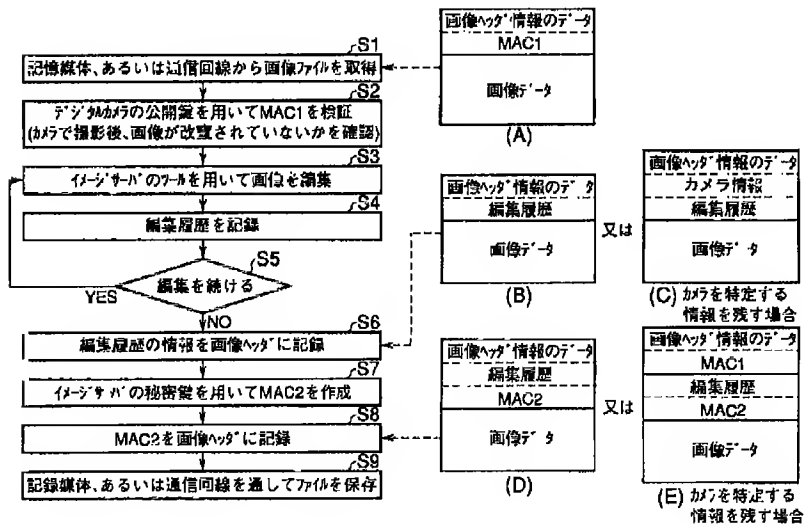 S1
記憶媒体、あるいは通信回線から画像ファイルを取得
S2
デジタルカメラの公開鍵を用いてMAC1を検証
(カメラで撮影後、画像が改竄されていないかを確認)
S3
イメージサーバのツールを用いて画像を編集
S4
編集履歴を記録
S5
編集を続ける
YES
NO
S6
編集履歴の情報を画像ヘッダに記録
S7
イメージサーバの秘密鍵を用いてMAC2を作成
S8
MAC2を画像ヘッダに記録
S9
記録媒体、あるいは通信回線を通してファイルを保存
画像ヘッダ情報のデータ
MAC1
画像データ
(A)
画像ヘッダ情報のデータ
編集履歴
画像データ
(B)
又は
画像ヘッダ情報のデータ
カメラ情報
編集履歴
画像データ
(C) カメラを特定する
情報を残す場合
画像ヘッダ情報のデータ
編集履歴
MAC2
画像データ
(D)
又は
画像ヘッダ情報のデータ
MAC1
編集履歴
MAC2
画像データ
(E) カメラを特定する
情報を残す場合